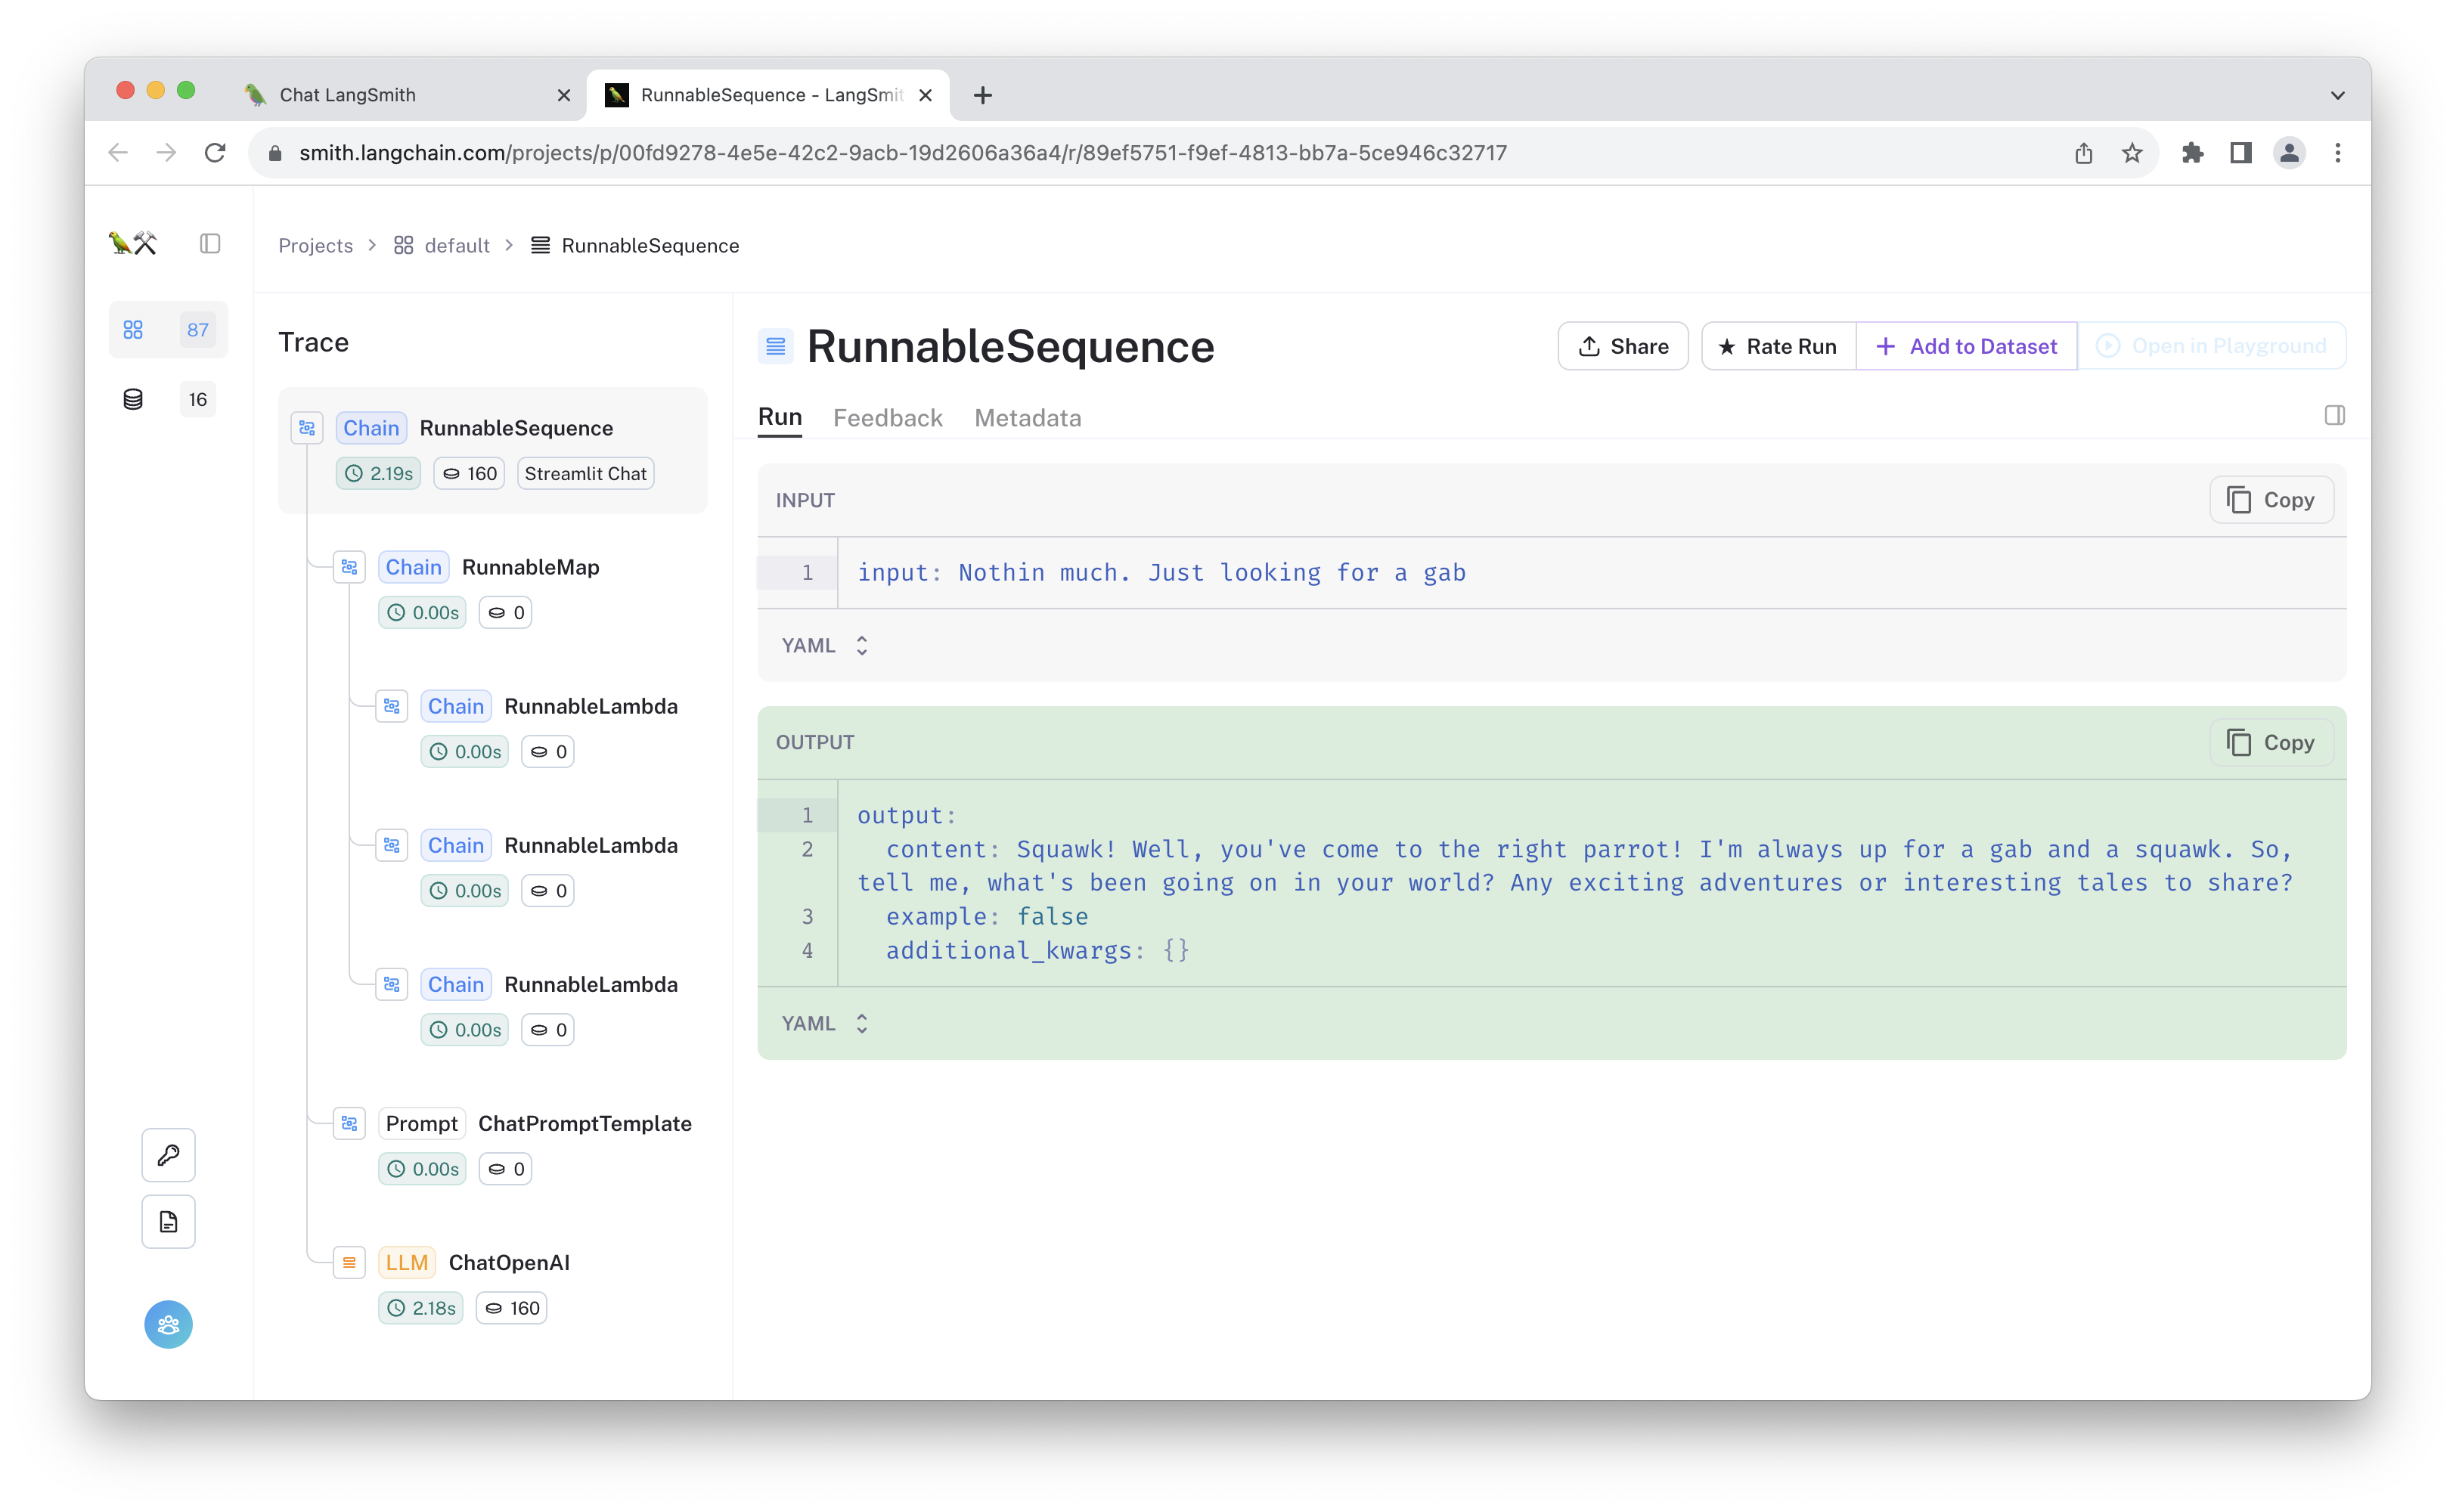 Chat LangSmith
RunnableSequence - LangSmit
smith.langchain.com/projects/p/00fd9278-4e5e-42c2-9acb-19d2606a36a4/r/89ef5751-f9ef-4813-bb7a-5ce946c32717
Projects > default > RunnableSequence
87
16
Trace
Chain RunnableSequence
2.19s 160 Streamlit Chat
Chain RunnableMap
0.00s 0
Chain RunnableLambda
0.00s 0
Chain RunnableLambda
0.00s 0
Chain RunnableLambda
0.00s 0
Prompt ChatPromptTemplate
0.00s 0
LLM ChatOpenAI
2.18s 160
RunnableSequence
Share Rate Run + Add to Dataset Open in Playground
Run Feedback Metadata
INPUT Copy
1 input: Nothin much. Just looking for a gab
YAML
OUTPUT Copy
1 output:
2 content: Squawk! Well, you've come to the right parrot! I'm always up for a gab and a squawk. So,
tell me, what's been going on in your world? Any exciting adventures or interesting tales to share?
3 example: false
4 additional_kwargs: {}
YAML